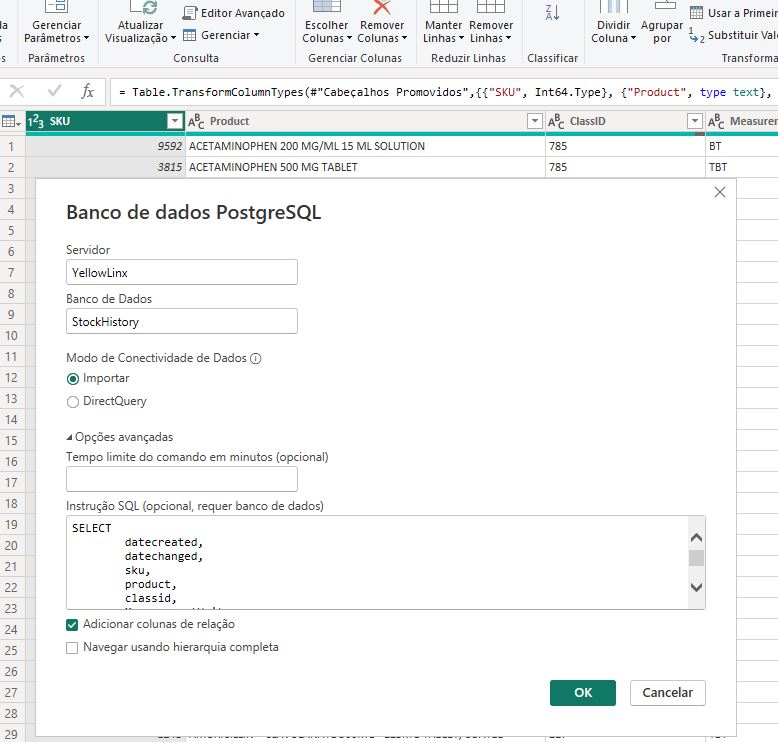 Editor Avançado
Usar a Primei
Gerenciar Parâmetros
Atualizar Visualização
Gerenciar
Escolher Colunas
Remover Colunas
Manter Linhas
Remover Linhas
Dividir Coluna
Agrupar por
Substituir Val
Parâmetros
Consulta
Gerenciar Colunas
Reduzir Linhas
Classificar
Transforma
fx
= Table.TransformColumnTypes(#"Cabeçalhos Promovidos",{{"SKU", Int64.Type}, {"Product", type text},
123 SKU
ABC Product
ABC ClassID
ABC Measurer
1 9592 ACETAMINOPHEN 200 MG/ML 15 ML SOLUTION 785 BT
2 3815 ACETAMINOPHEN 500 MG TABLET 785 TBT
3
4
5
6
7
8
9
10
11
12
13
14
15
16
17
18
19
20
21
22
23
24
25
26
27
28
29
Banco de dados PostgreSQL
Servidor
YellowLinx
Banco de Dados
StockHistory
Modo de Conectividade de Dados
Importar
DirectQuery
Opções avançadas
Tempo limite do comando em minutos (opcional)
Instrução SQL (opcional, requer banco de dados)
SELECT
datecreated,
datechanged,
sku,
product,
classid,
Adicionar colunas de relação
Navegar usando hierarquia completa
OK
Cancelar